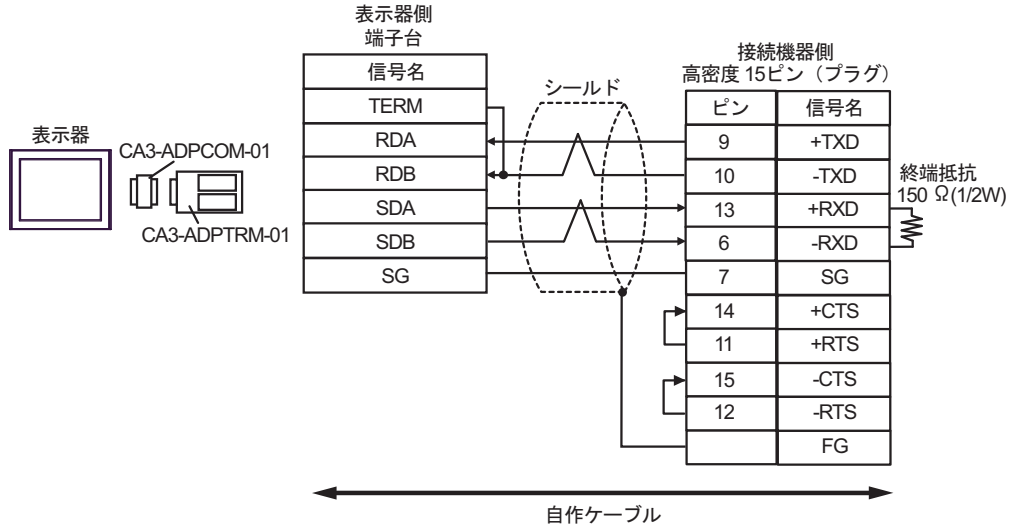 表示器
CA3-ADPCOM-01
CA3-ADPTRM-01
表示器側
端子台
信号名
TERM
RDA
RDB
SDA
SDB
SG
シールド
接続機器側
高密度 15ピン（プラグ）
ピン 信号名
9 +TXD
10 -TXD
13 +RXD
6 -RXD
7 SG
14 +CTS
11 +RTS
15 -CTS
12 -RTS
FG
終端抵抗
150 Ω(1/2W)
自作ケーブル